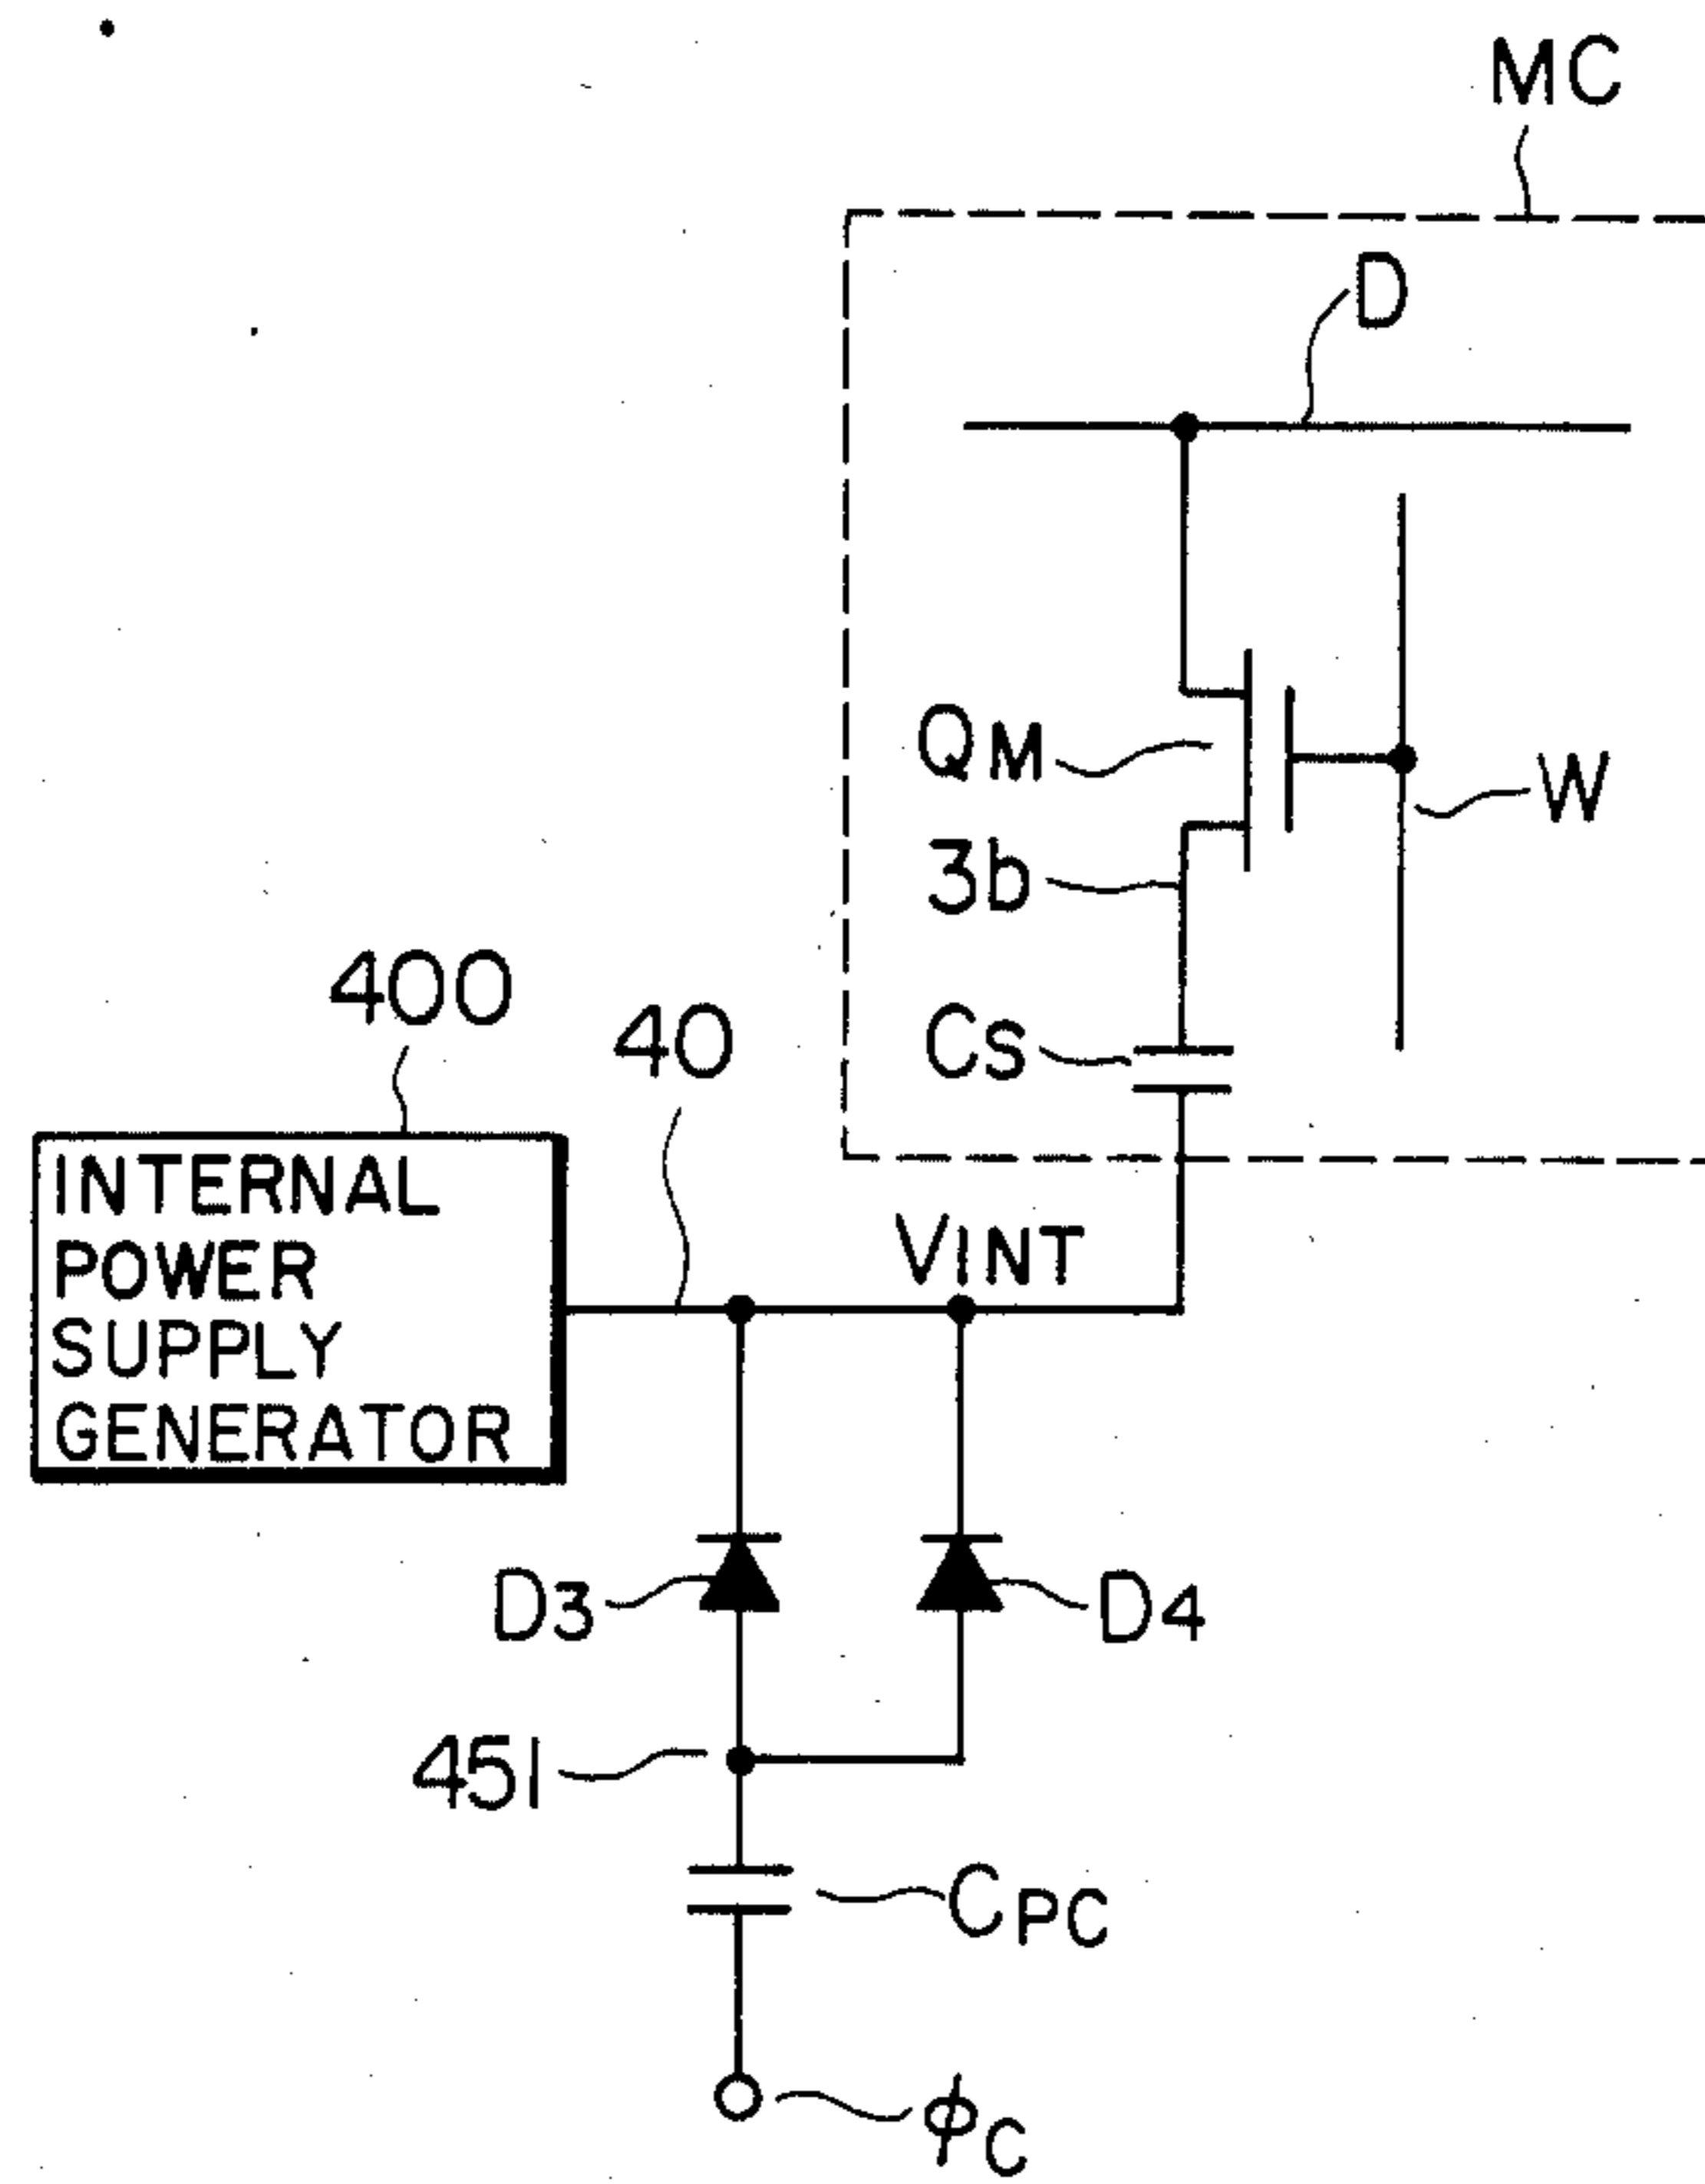 MC
D
QM
W
3b
400
40
CS
INTERNAL
POWER
SUPPLY
GENERATOR
VINT
D3
D4
451
CPC
ϕC